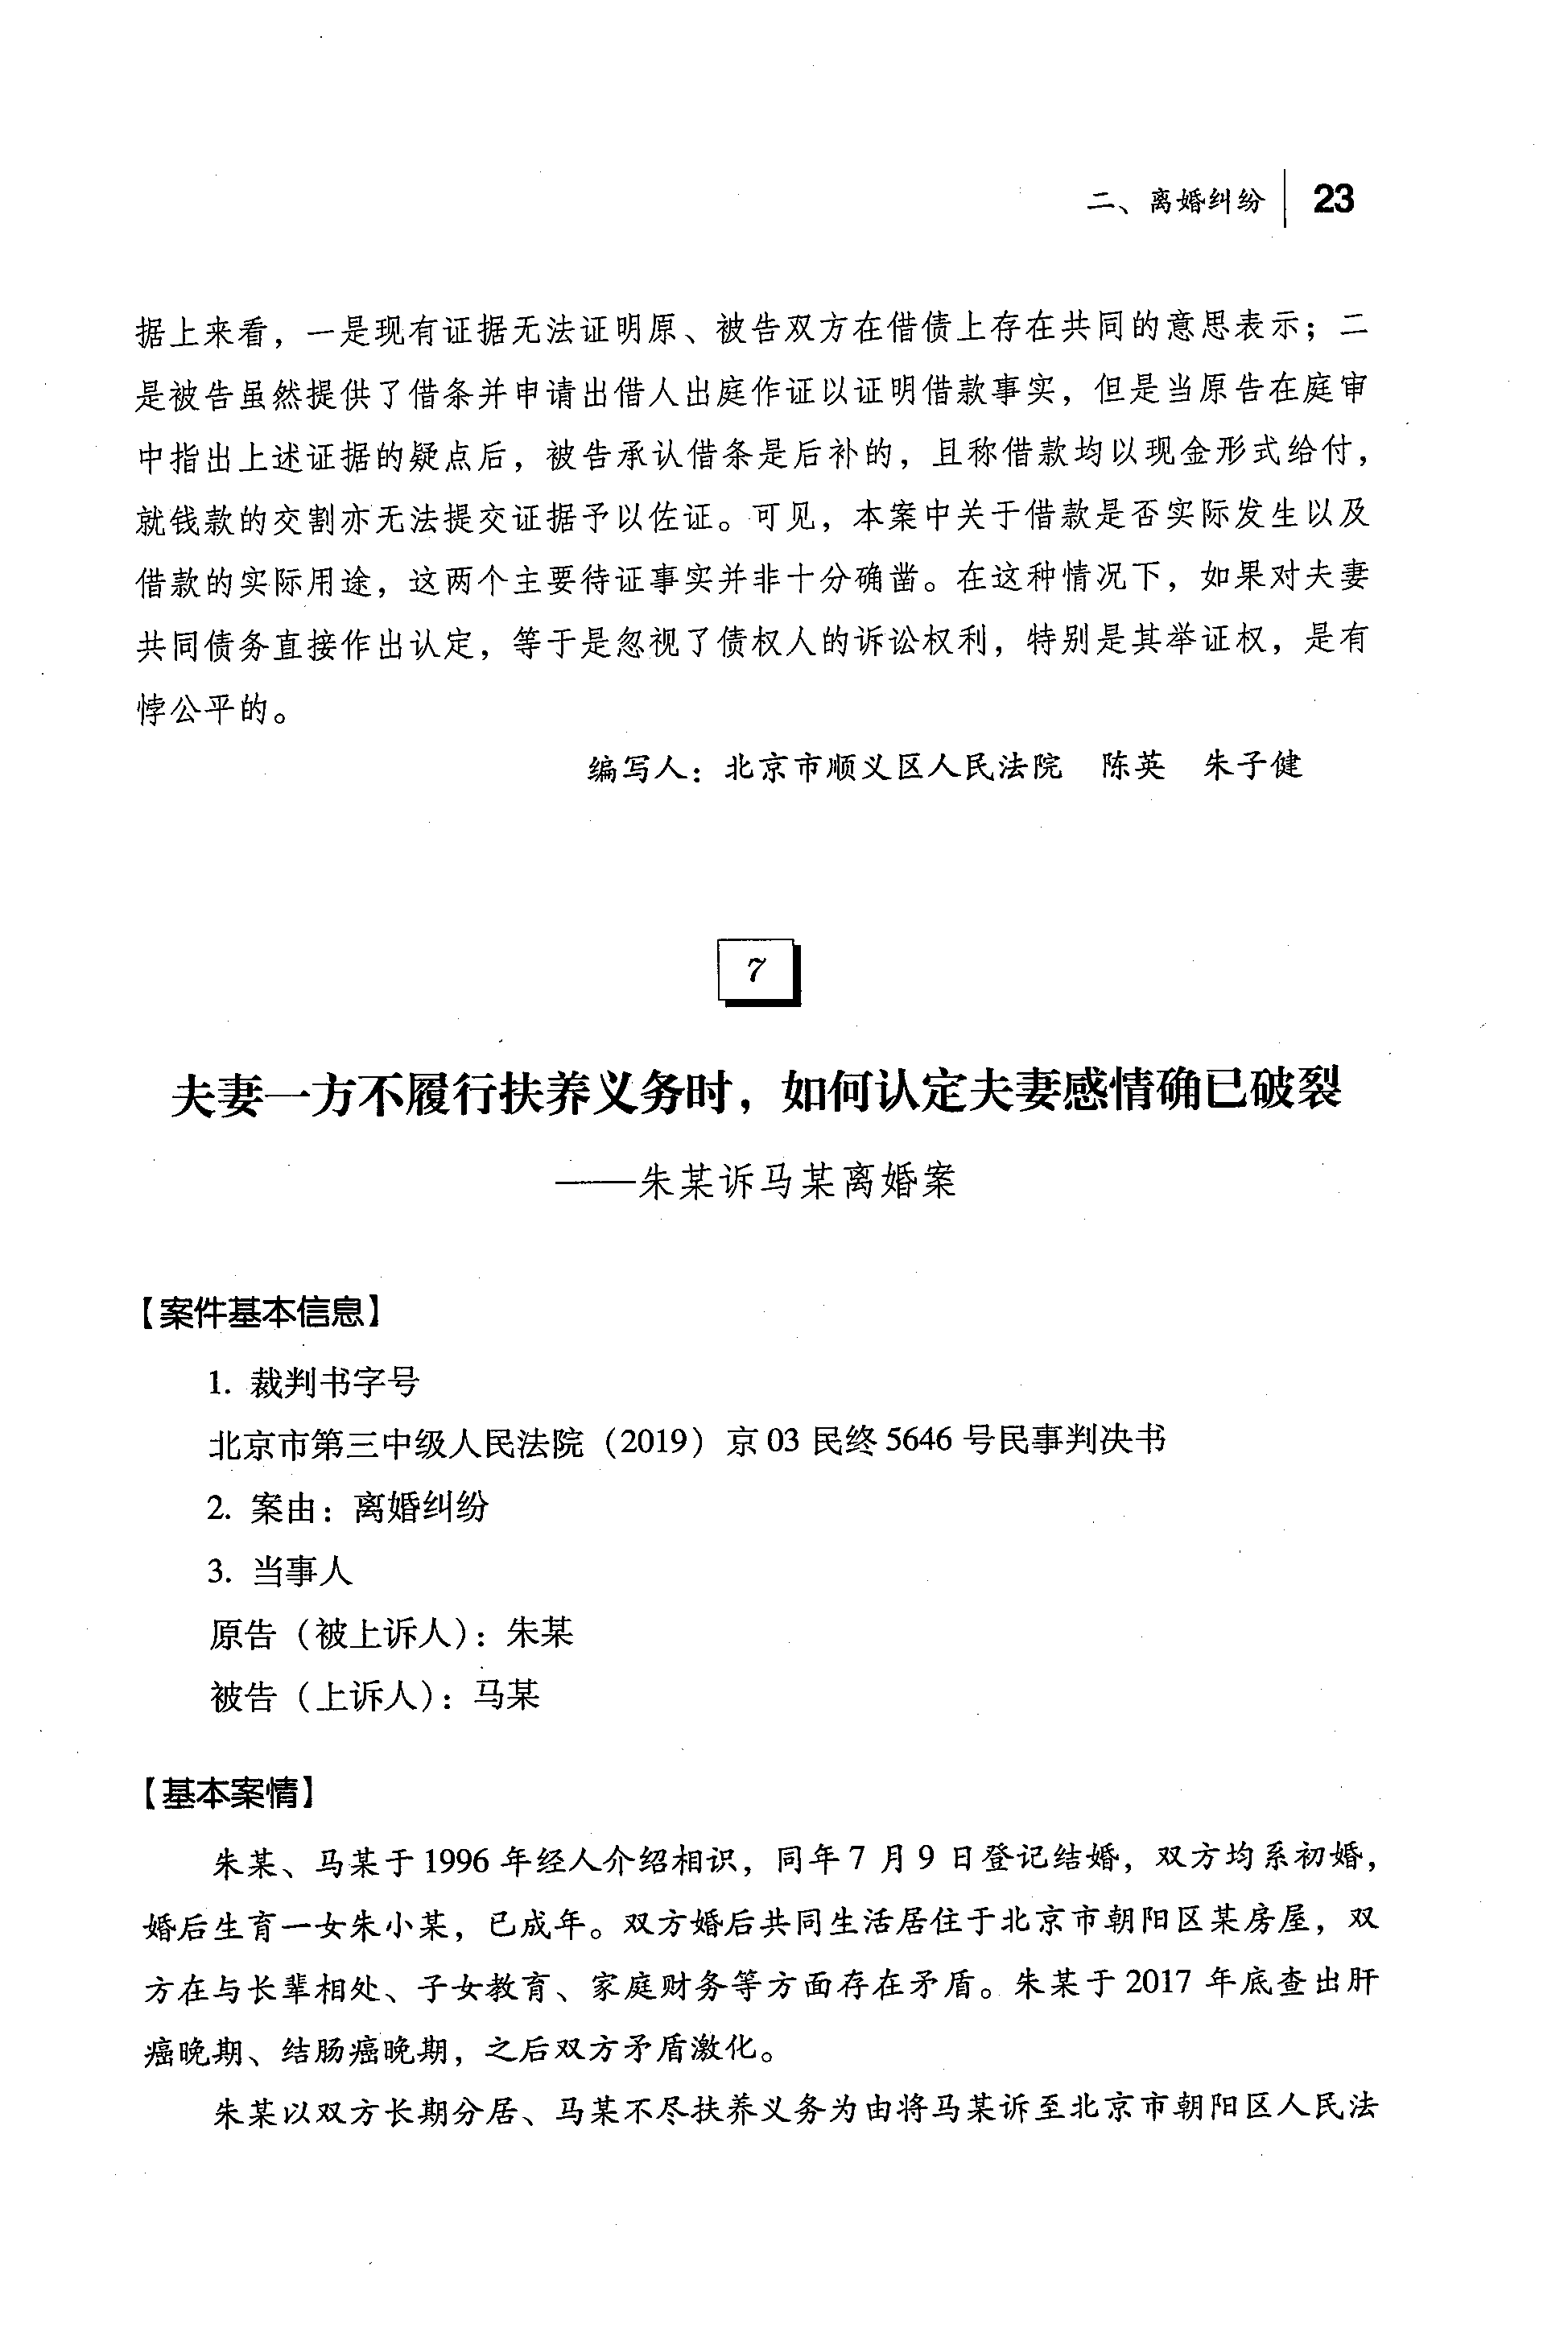 二、离婚纠纷 23
据上来看，一是现有证据无法证明原、被告双方在借债上存在共同的意思表示；二
是被告虽然提供了借条并申请出借人出庭作证以证明借款事实，但是当原告在庭审
中指出上述证据的疑点后，被告承认借条是后补的，且称借款均以现金形式给付，
就钱款的交割亦无法提交证据予以佐证。可见，本案中关于借款是否实际发生以及
借款的实际用途，这两个主要待证事实并非十分确凿。在这种情况下，如果对夫妻
共同债务直接作出认定，等于是忽视了债权人的诉讼权利，特别是其举证权，是有
悖公平的。
编写人：北京市顺义区人民法院 陈英 朱子健
7
夫妻一方不履行扶养义务时，如何认定夫妻感情确已破裂
——朱某诉马某离婚案
【案件基本信息】
1. 裁判书字号
北京市第三中级人民法院（2019）京 03 民终 5646 号民事判决书
2. 案由：离婚纠纷
3. 当事人
原告（被上诉人）：朱某
被告（上诉人）：马某
【基本案情】
朱某、马某于 1996 年经人介绍相识，同年 7 月 9 日登记结婚，双方均系初婚，
婚后生育一女朱小某，已成年。双方婚后共同生活居住于北京市朝阳区某房屋，双
方在与长辈相处、子女教育、家庭财务等方面存在矛盾。朱某于 2017 年底查出肝
癌晚期、结肠癌晚期，之后双方矛盾激化。
朱某以双方长期分居、马某不尽扶养义务为由将马某诉至北京市朝阳区人民法